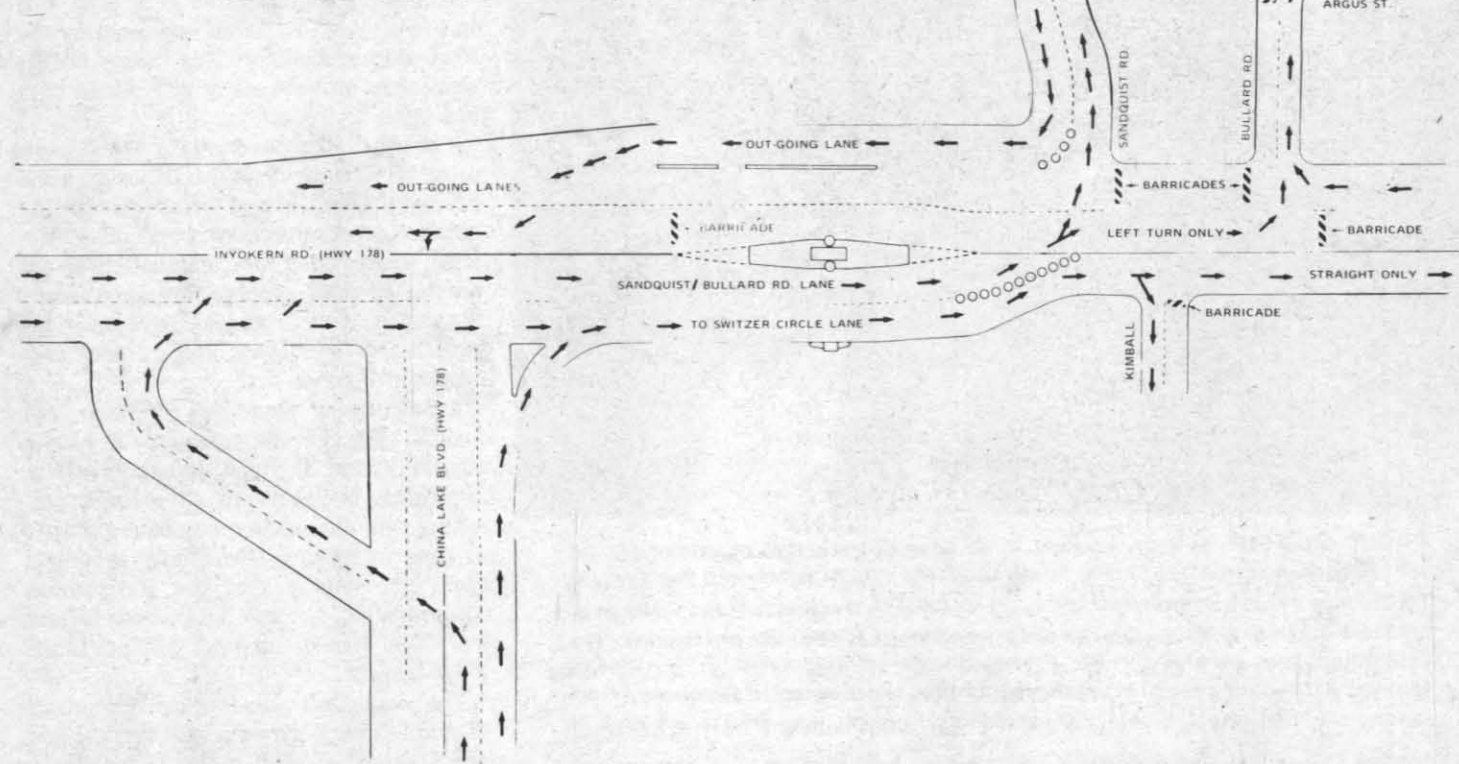 ARGUS ST.
SANDQUIST RD.
BULLARD RD
OUT-GOING LANE
OUT-GOING LANES
BARRICADES
BARRICADE
LEFT TURN ONLY
BARRICADE
INYOKERN RD. (HWY 178)
SANDQUIST/ BULLARD RD. LANE
STRAIGHT ONLY
BARRICADE
TO SWITZER CIRCLE LANE
KIMBALL
CHINA LAKE BLVD. (HWY 178)